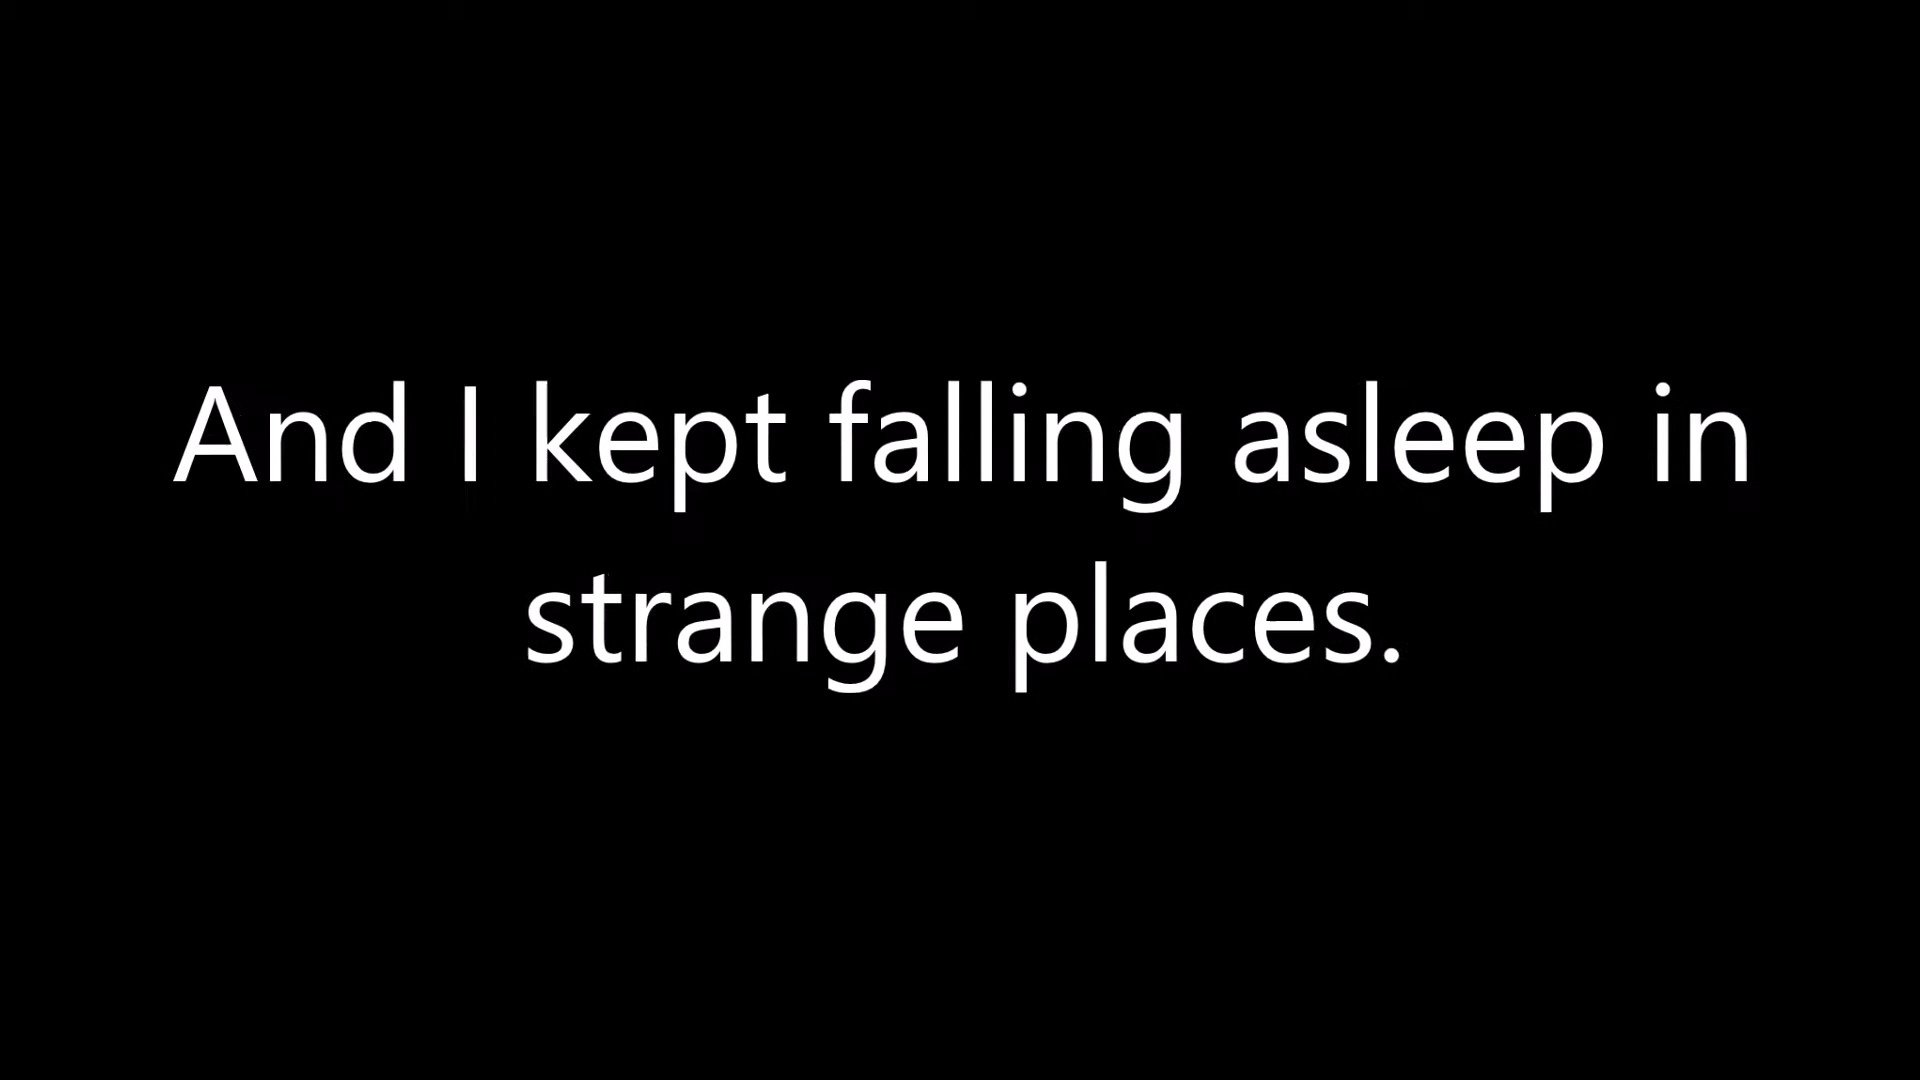 And I kept falling asleep in
strange places.